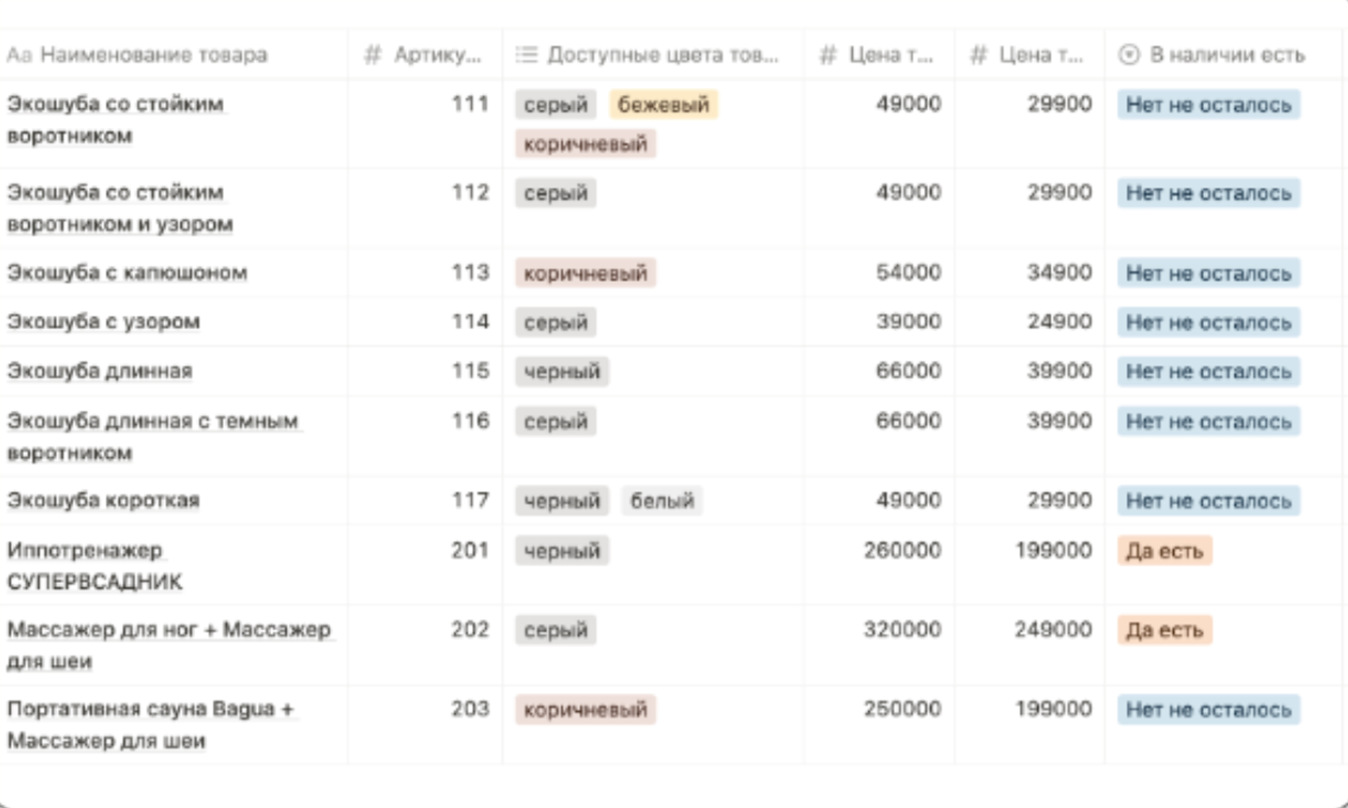 Aa Наименование товара # Артику... Доступные цвета тов... # Цена т... # Цена т... В наличии есть
Экошуба со стойким 111 серый бежевый 49000 29900 Нет не осталось
воротником коричневый
Экошуба со стойким 112 серый 49000 29900 Нет не осталось
воротником и узором
Экошуба с капюшоном 113 коричневый 54000 34900 Нет не осталось
Экошуба с узором 114 серый 39000 24900 Нет не осталось
Экошуба длинная 115 черный 66000 39900 Нет не осталось
Экошуба длинная с темным 116 серый 66000 39900 Нет не осталось
воротником
Экошуба короткая 117 черный белый 49000 29900 Нет не осталось
Иппотренажер 201 черный 260000 199000 Да есть
СУПЕРВСАДНИК
Массажер для ног + Массажер 202 серый 320000 249000 Да есть
для шеи
Портативная сауна Bagua + 203 коричневый 250000 199000 Нет не осталось
Массажер для шеи